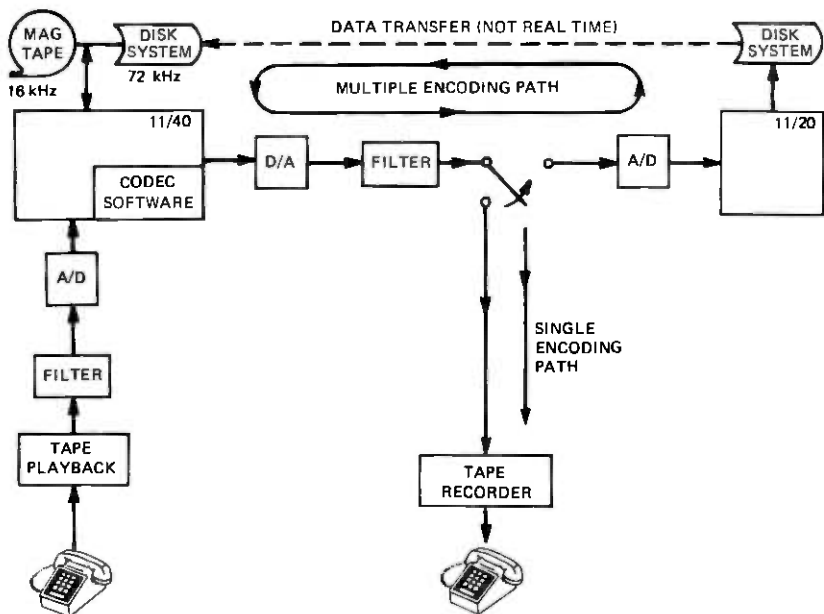 MAG
TAPE
16 kHz
DISK
SYSTEM
72 kHz
DATA TRANSFER (NOT REAL TIME)
DISK
SYSTEM
MULTIPLE ENCODING PATH
11/40
CODEC
SOFTWARE
D/A
FILTER
A/D
11/20
A/D
FILTER
TAPE
PLAYBACK
SINGLE
ENCODING
PATH
TAPE
RECORDER